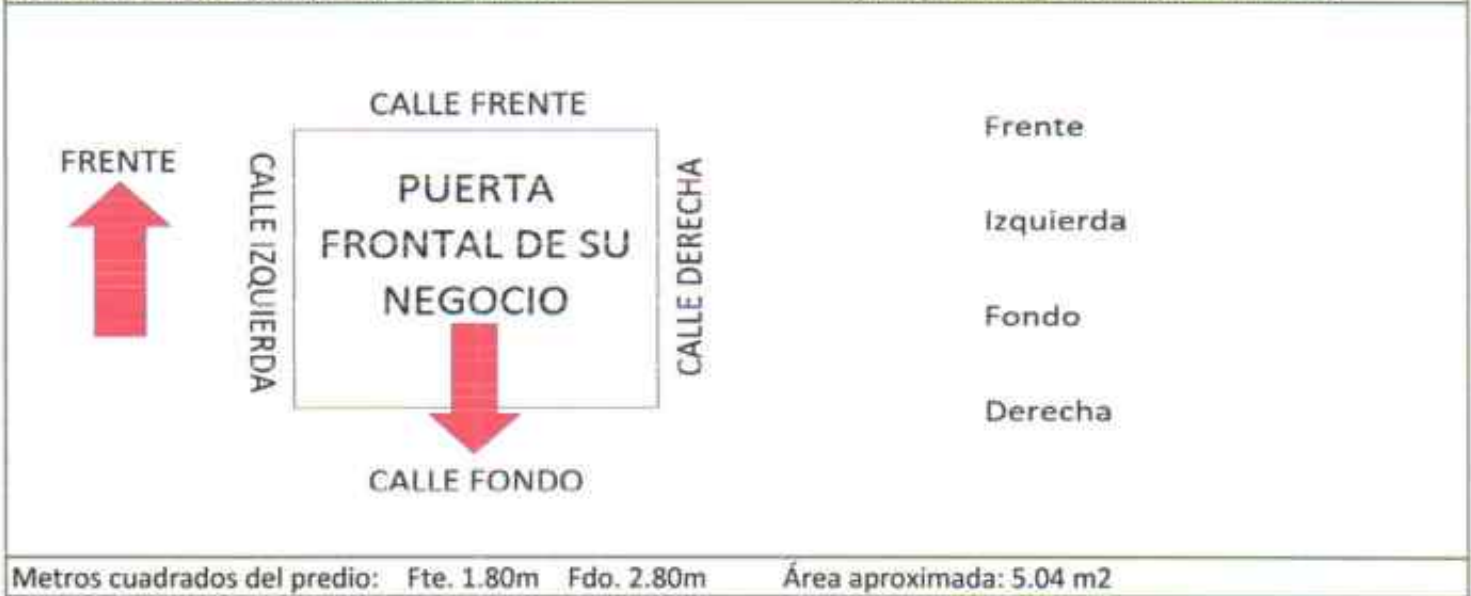 CALLE FRENTE
FRENTE
CALLE IZQUIERDA
PUERTA
FRONTAL DE SU
NEGOCIO
CALLE DERECHA
CALLE FONDO
Frente
Izquierda
Fondo
Derecha
Metros cuadrados del predio: Fte. 1.80m Fdo. 2.80m Área aproximada: 5.04 m2